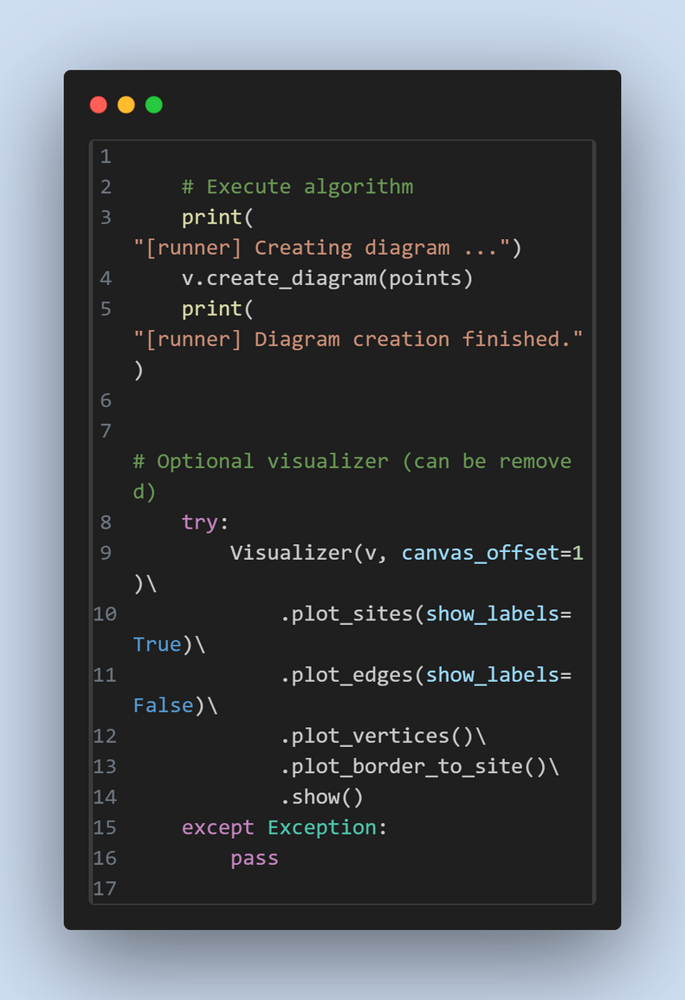 1
2    # Execute algorithm
3    print(
"[runner] Creating diagram ...")
4    v.create_diagram(points)
5    print(
"[runner] Diagram creation finished."
)
6
7
# Optional visualizer (can be remove
d)
8    try:
9        Visualizer(v, canvas_offset=1
)\
10            .plot_sites(show_labels=
True)\
11            .plot_edges(show_labels=
False)\
12            .plot_vertices()\
13            .plot_border_to_site()\
14            .show()
15    except Exception:
16        pass
17